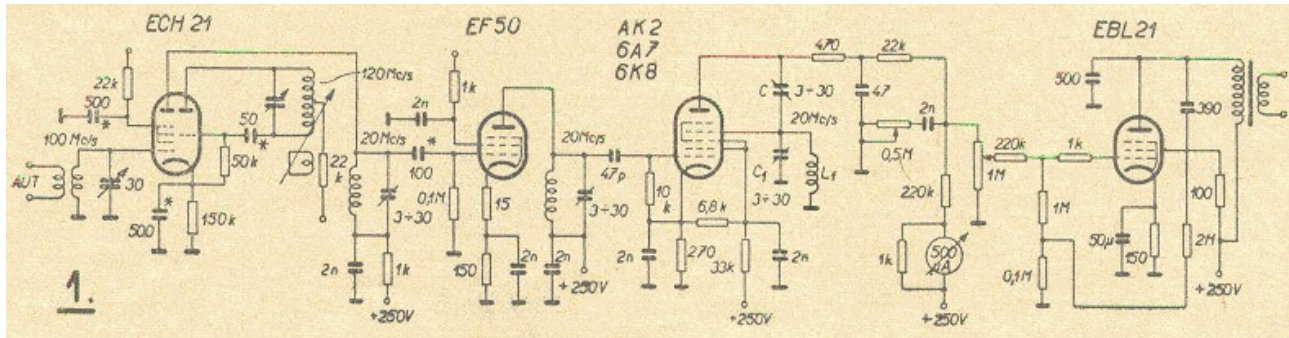 ECH 21
EF50
AK2
6A7
6K8
EBL21
22k
500
*
100 Mc/s
AUT
30
500
*
150k
50k
50
*
120Mc/s
22
k
20Mc/s
2n
1k
100
*
0,1M
3÷30
2n
1k
+250V
15
150
2n
2n
20Mc/s
47p
3÷30
+250V
10
k
2n
270
6,8k
33k
2n
+250V
C
3÷30
20Mc/s
C1
3÷30
L1
470
22k
47
2n
0,5M
220k
1k
500
µA
+250V
1M
220k
1k
1M
0,1M
500
390
50µ
150
100
2M
+250V
1.